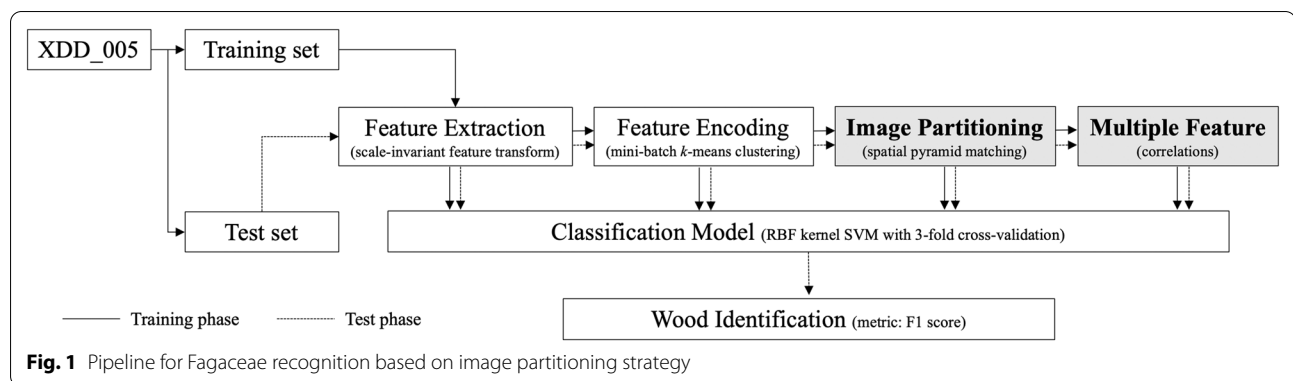 XDD_005
Training set
Feature Extraction
(scale-invariant feature transform)
Feature Encoding
(mini-batch k-means clustering)
Image Partitioning
(spatial pyramid matching)
Multiple Feature
(correlations)
Test set
Classification Model (RBF kernel SVM with 3-fold cross-validation)
Training phase
Test phase
Wood Identification (metric: F1 score)
Fig. 1 Pipeline for Fagaceae recognition based on image partitioning strategy